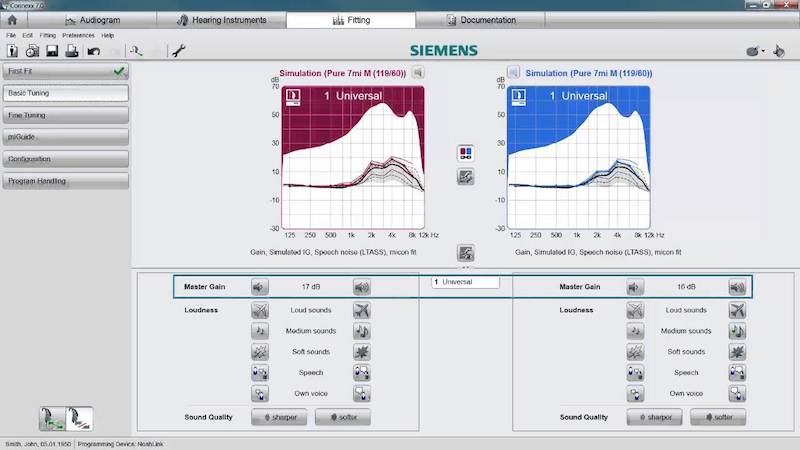 Connexx 7.0
Audiogram
Hearing Instruments
Fitting
Documentation
File Edit Fitting Preferences Help
SIEMENS
First Fit
Basic Tuning
Fine Tuning
miGuide
Configuration
Program Handling
Simulation (Pure 7mi M (119/60))
dB
70
50
30
10
-10
-30
1 Universal
125 250 500 1k 2k 4k 8k 12k Hz
Gain, Simulated IG, Speech noise (LTASS), micon fit
Simulation (Pure 7mi M (119/60))
dB
70
50
30
10
-10
-30
1 Universal
125 250 500 1k 2k 4k 8k 12k Hz
Gain, Simulated IG, Speech noise (LTASS), micon fit
1 Universal
Master Gain 17 dB
Loudness Loud sounds
Medium sounds
Soft sounds
Speech
Own voice
Sound Quality sharper softer
Master Gain 16 dB
Loudness Loud sounds
Medium sounds
Soft sounds
Speech
Own voice
Sound Quality sharper softer
Smith, John, 05.01.1950 Programming Device: NoahLink